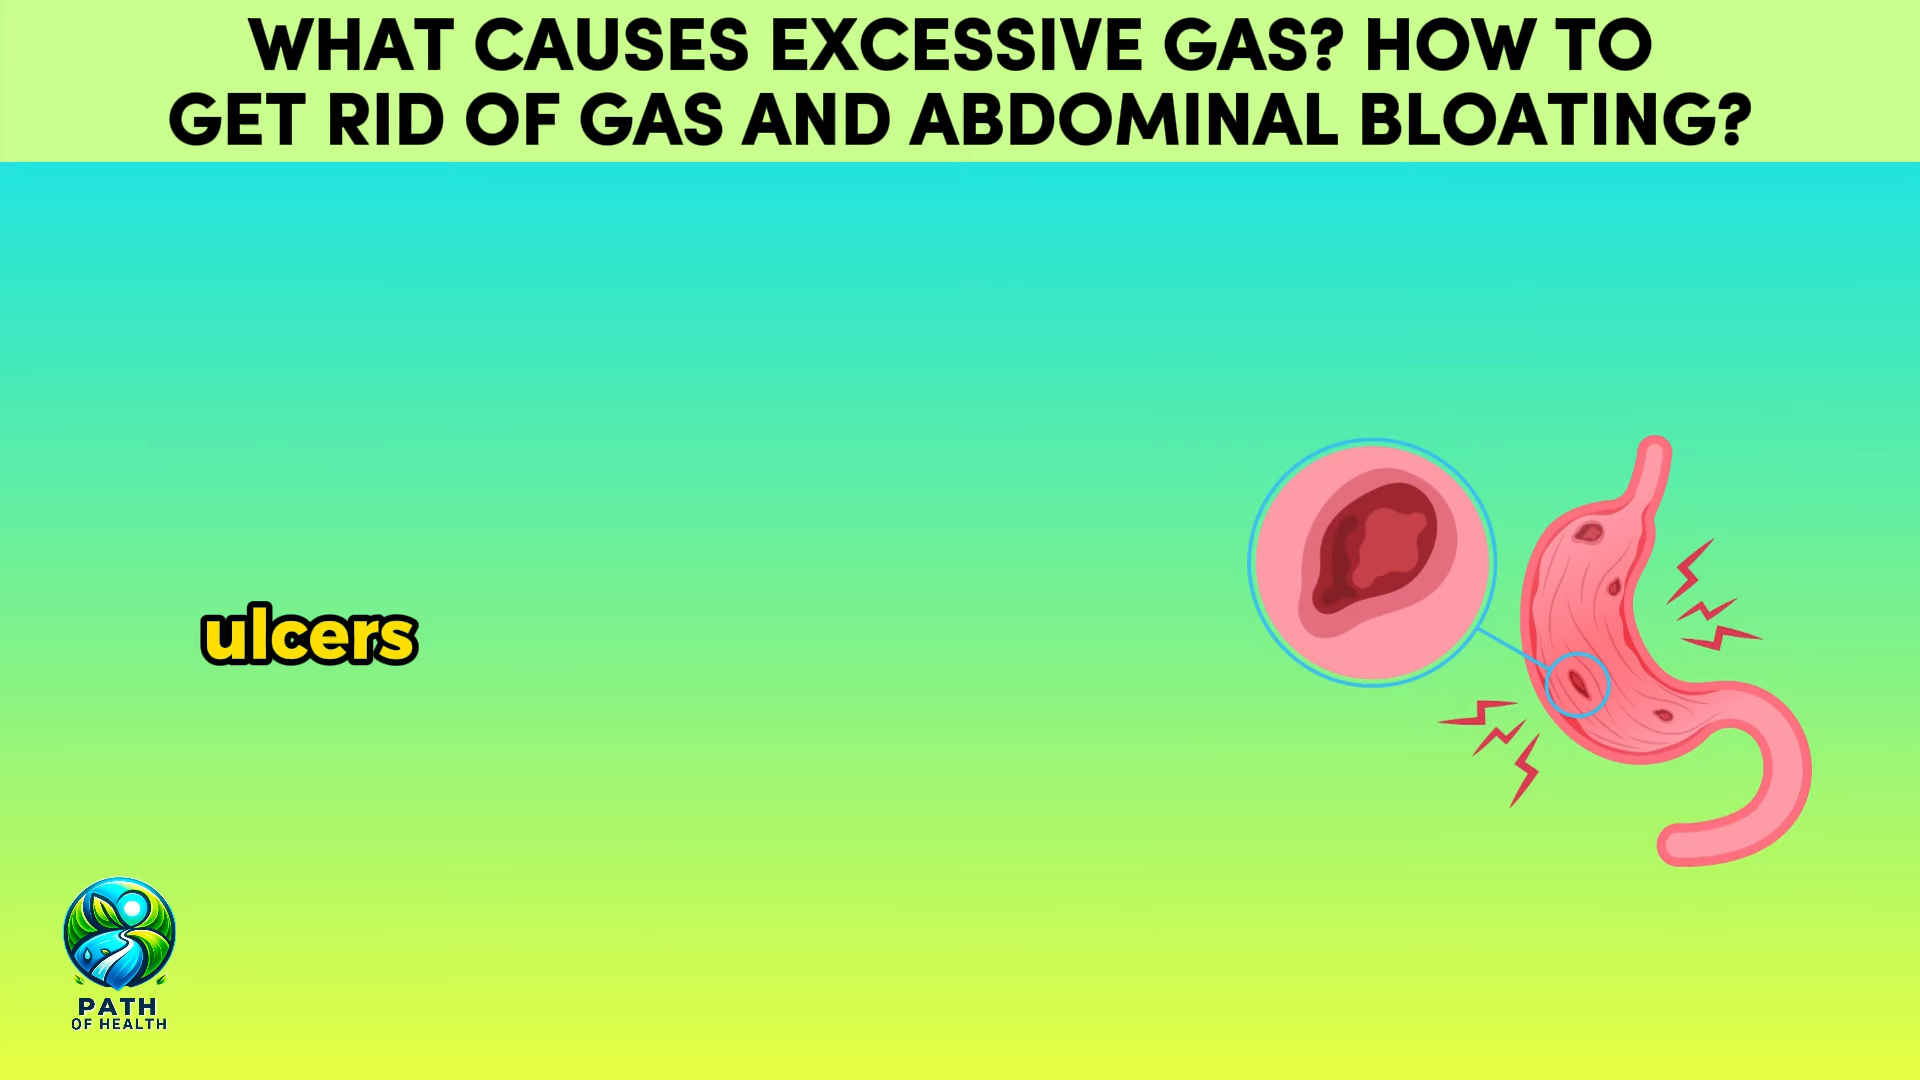 WHAT CAUSES EXCESSIVE GAS? HOW TO
GET RID OF GAS AND ABDOMINAL BLOATING?
ulcers
PATH
OF HEALTH